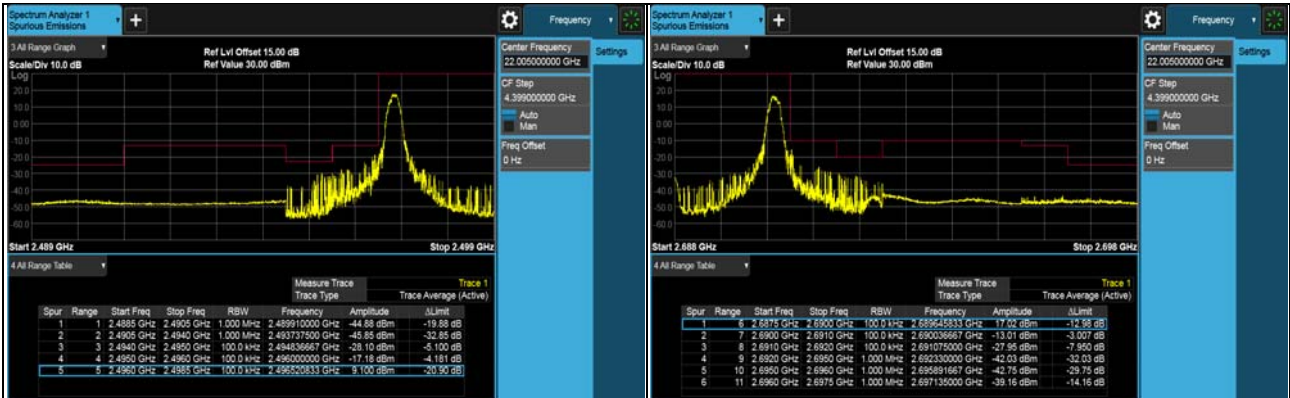 Spectrum Analyzer 1
Spurious Emissions
Frequency
3 All Range Graph
Ref Lvl Offset 15.00 dB
Scale/Div 10.0 dB
Ref Value 30.00 dBm
Log
20.0
10.0
0.00
-10.0
-20.0
-30.0
-40.0
-50.0
-60.0
Start 2.489 GHz
Stop 2.499 GHz
Center Frequency
22.005000000 GHz
Settings
CF Step
4.399000000 GHz
Auto
Man
Freq Offset
0 Hz
4 All Range Table
Measure Trace Trace 1
Trace Type Trace Average (Active)
Spur Range Start Freq Stop Freq RBW Frequency Amplitude ΔLimit
1 1 2.4885 GHz 2.4905 GHz 1.000 MHz 2.489910000 GHz -44.88 dBm -19.88 dB
2 2 2.4905 GHz 2.4940 GHz 1.000 MHz 2.493737500 GHz -45.85 dBm -32.85 dB
3 3 2.4940 GHz 2.4950 GHz 100.0 kHz 2.494836667 GHz -28.10 dBm -5.100 dB
4 4 2.4950 GHz 2.4960 GHz 100.0 kHz 2.496000000 GHz -17.18 dBm -4.181 dB
5 5 2.4960 GHz 2.4985 GHz 100.0 kHz 2.496520833 GHz 9.100 dBm -20.90 dB
Spectrum Analyzer 1
Spurious Emissions
Frequency
3 All Range Graph
Ref Lvl Offset 15.00 dB
Scale/Div 10.0 dB
Ref Value 30.00 dBm
Log
20.0
10.0
0.00
-10.0
-20.0
-30.0
-40.0
-50.0
-60.0
Start 2.688 GHz
Stop 2.698 GHz
Center Frequency
22.005000000 GHz
Settings
CF Step
4.399000000 GHz
Auto
Man
Freq Offset
0 Hz
4 All Range Table
Measure Trace Trace 1
Trace Type Trace Average (Active)
Spur Range Start Freq Stop Freq RBW Frequency Amplitude ΔLimit
1 6 2.6875 GHz 2.6900 GHz 100.0 kHz 2.689645833 GHz 17.02 dBm -12.98 dB
2 7 2.6900 GHz 2.6910 GHz 100.0 kHz 2.690036667 GHz -13.01 dBm -3.007 dB
3 8 2.6910 GHz 2.6920 GHz 100.0 kHz 2.691075000 GHz -27.95 dBm -7.950 dB
4 9 2.6920 GHz 2.6950 GHz 1.000 MHz 2.692330000 GHz -42.03 dBm -32.03 dB
5 10 2.6950 GHz 2.6960 GHz 1.000 MHz 2.695891667 GHz -42.75 dBm -29.75 dB
6 11 2.6960 GHz 2.6975 GHz 1.000 MHz 2.697135000 GHz -39.16 dBm -14.16 dB